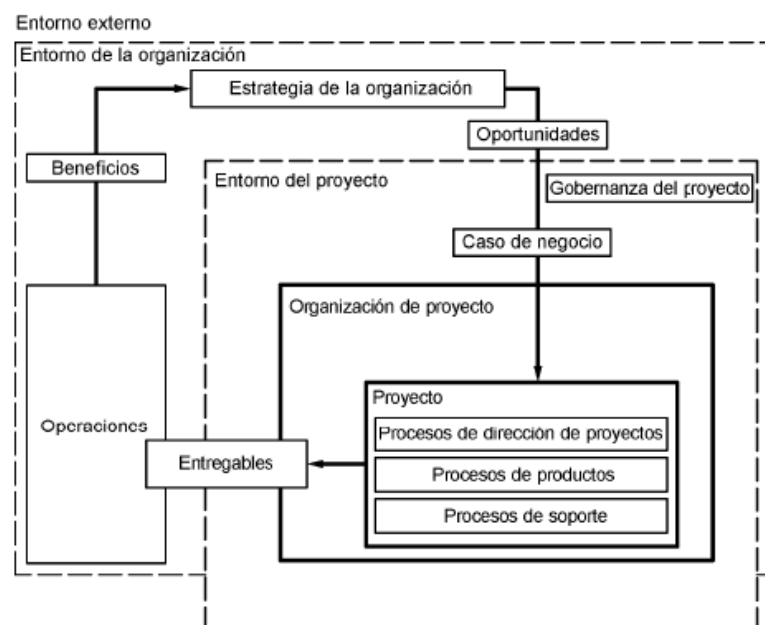 Entorno externo
Entorno de la organización
Estrategia de la organización
Oportunidades
Beneficios
Entorno del proyecto
Gobernanza del proyecto
Caso de negocio
Organización de proyecto
Proyecto
Procesos de dirección de proyectos
Operaciones
Entregables
Procesos de productos
Procesos de soporte